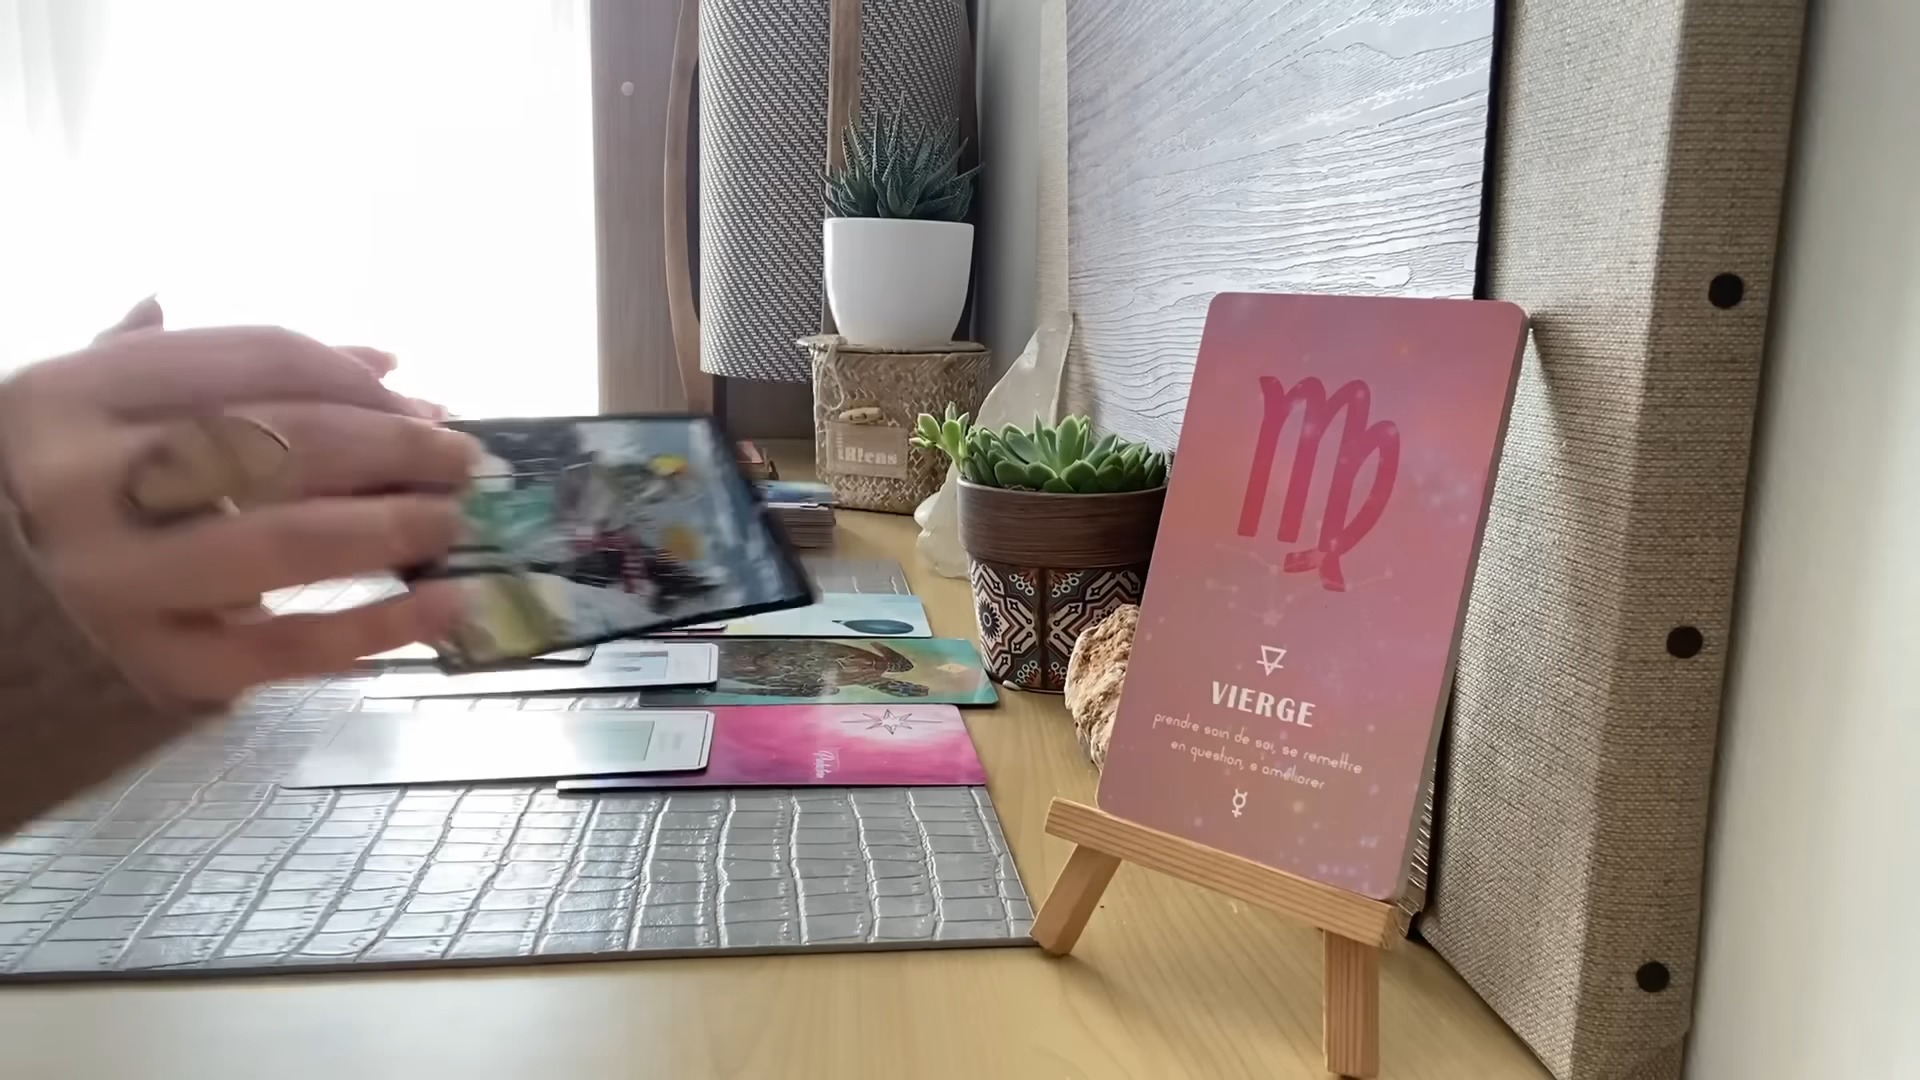 VIERGE
prendre soin de soi, se remettre
en question, s améliorer